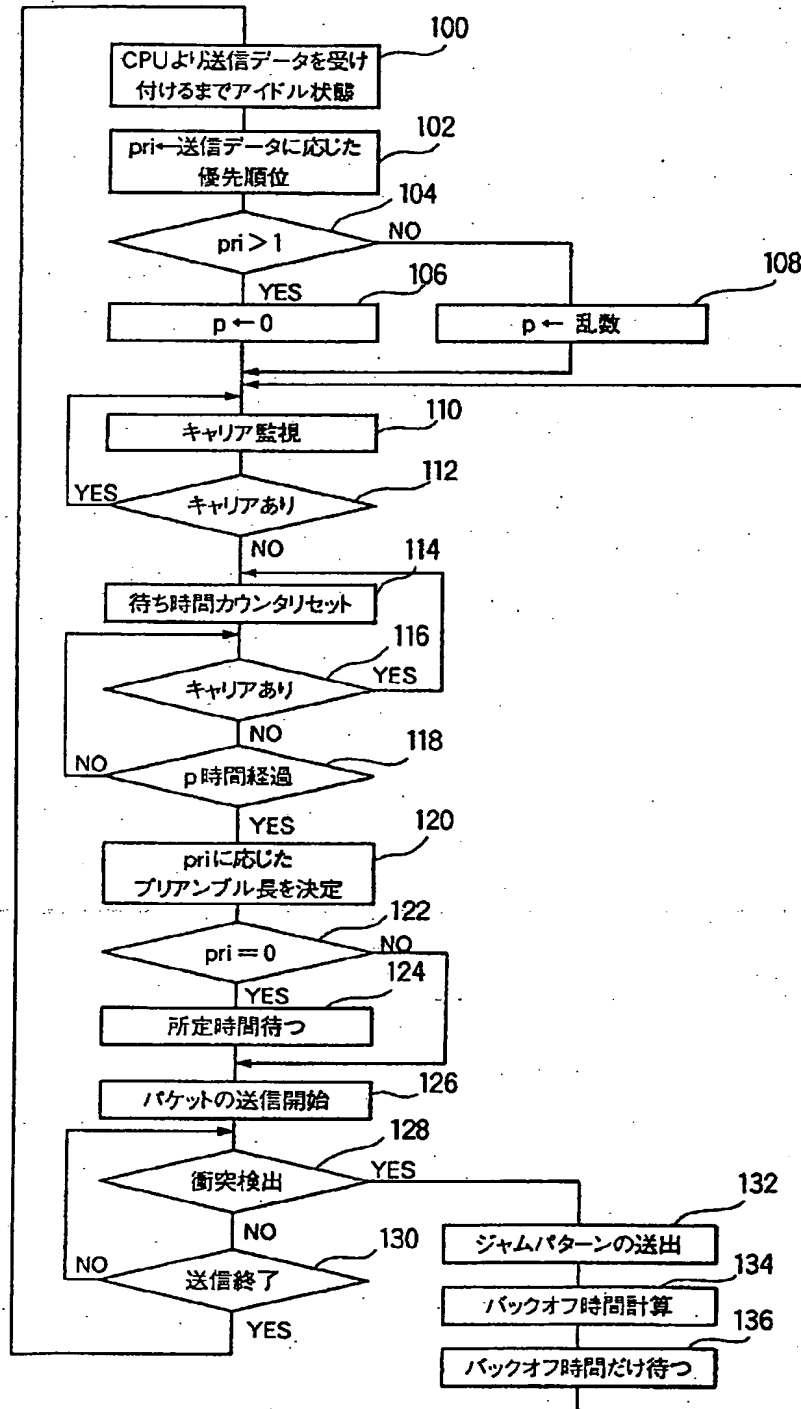 100
CPUより送信データを受け
付けるまでアイドル状態
102
pri←送信データに応じた
優先順位
104
pri>1
NO
YES
106
p←0
108
p← 乱数
110
キャリア監視
112
キャリアあり
YES
NO
114
待ち時間カウンタリセット
116
キャリアあり
YES
NO
118
p時間経過
NO
YES
120
priに応じた
プリアンブル長を決定
122
pri=0
NO
YES
124
所定時間待つ
126
パケットの送信開始
128
衝突検出
YES
NO
130
送信終了
NO
YES
132
ジャムパターンの送出
134
バックオフ時間計算
136
バックオフ時間だけ待つ